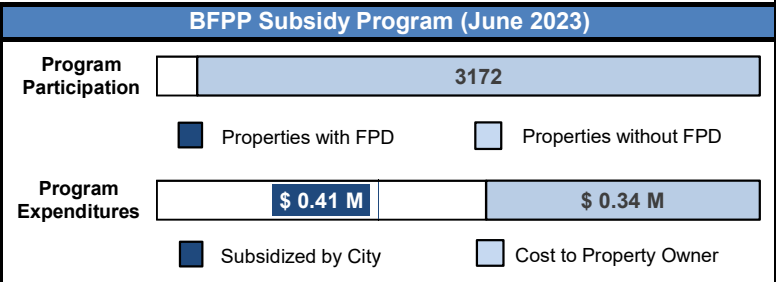 BFPP Subsidy Program (June 2023)
Program
Participation
3172
Properties with FPD
Properties without FPD
Program
Expenditures
$ 0.41 M
$ 0.34 M
Subsidized by City
Cost to Property Owner